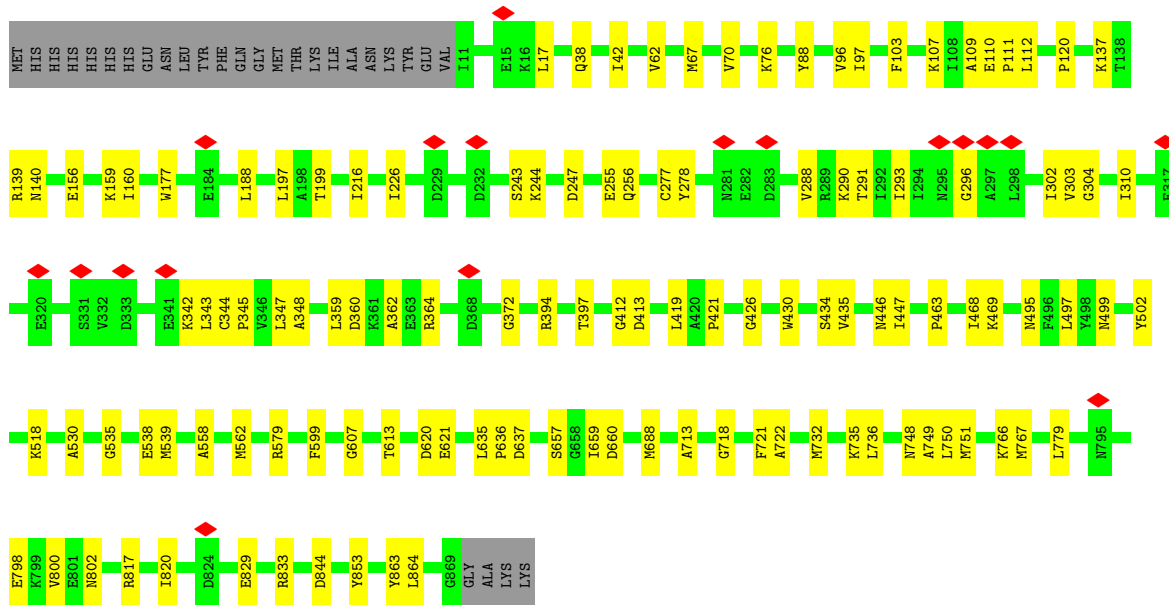 MET HIS HIS HIS HIS HIS HIS GLU ASN LEU TYR PHE GLN GLY MET THR LYS ILE ALA ASN LYS TYR GLU VAL I11 E15 K16 L17 Q38 I42 V62 M67 V70 K76 Y88 V96 I97 F103 K107 I108 A109 E110 P111 L112 P120 K137 T138
R139 N140 E156 K159 I160 W177 E184 L188 L197 A198 T199 I216 I226 D229 D232 S243 K244 D247 E255 Q256 C277 Y278 N281 E282 D283 V288 R289 K290 T291 I292 I293 I294 N295 G296 A297 L298 I302 V303 G304 I310 E317
E320 S331 V332 D333 E341 K342 L343 C344 P345 V346 L347 A348 L359 D360 K361 A362 E363 R364 D368 G372 R394 T397 G412 D413 L419 A420 P421 G426 W430 S434 V435 N446 I447 P463 I468 K469 N495 F496 L497 Y498 N499 Y502
K518 A530 G535 E538 M539 A558 M562 R579 F599 G607 T613 D620 E621 L635 P636 D637 S657 G658 I659 D660 M688 A713 G718 F721 A722 M732 K735 L736 N748 A749 L750 M751 K766 M767 L779 N795
E798 K799 V800 E801 N802 R817 I820 D824 E829 R833 D844 Y853 Y863 L864 G869 GLY ALA LYS LYS